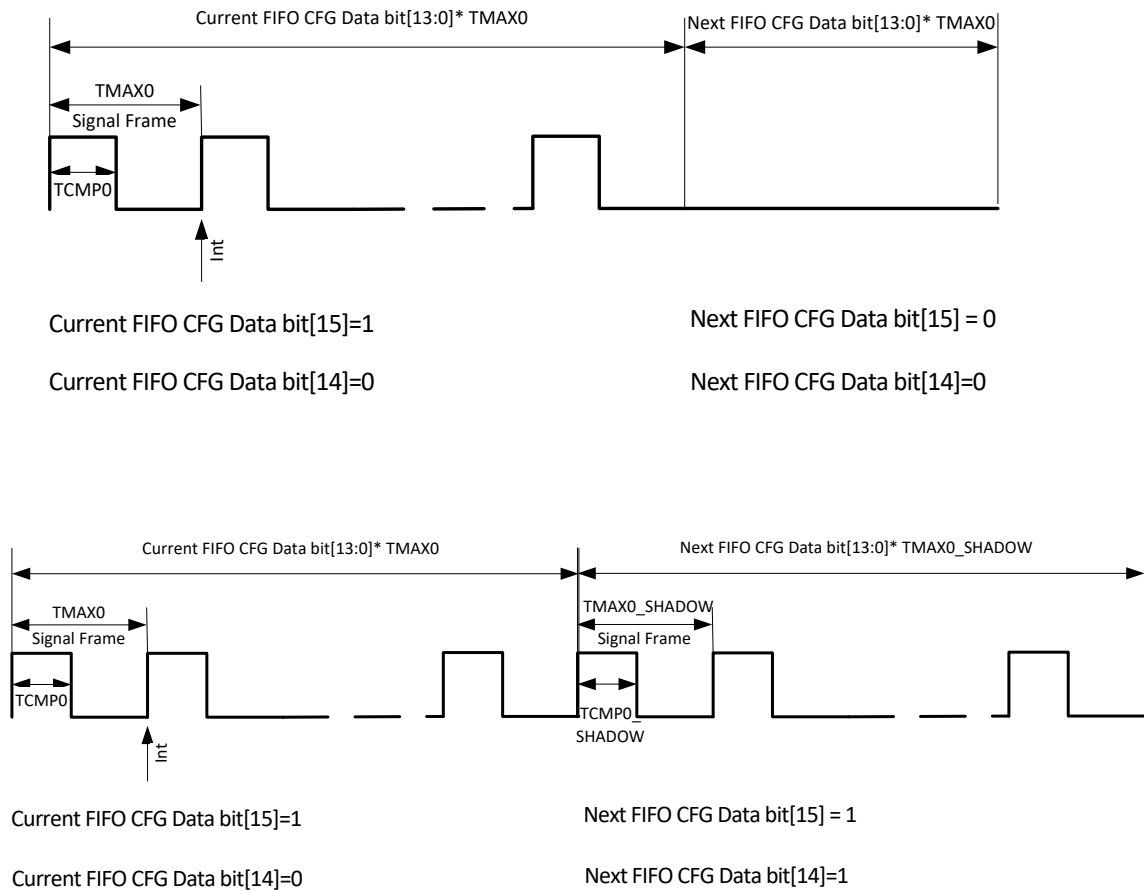 Current FIFO CFG Data bit[13:0]* TMAX0
Next FIFO CFG Data bit[13:0]* TMAX0
TMAX0
Signal Frame
TCMP0
Int
Current FIFO CFG Data bit[15]=1
Next FIFO CFG Data bit[15] = 0
Current FIFO CFG Data bit[14]=0
Next FIFO CFG Data bit[14]=0
Current FIFO CFG Data bit[13:0]* TMAX0
Next FIFO CFG Data bit[13:0]* TMAX0_SHADOW
TMAX0
TMAX0_SHADOW
Signal Frame
Signal Frame
TCMP0
TCMP0_
SHADOW
Int
Current FIFO CFG Data bit[15]=1
Next FIFO CFG Data bit[15] = 1
Current FIFO CFG Data bit[14]=0
Next FIFO CFG Data bit[14]=1